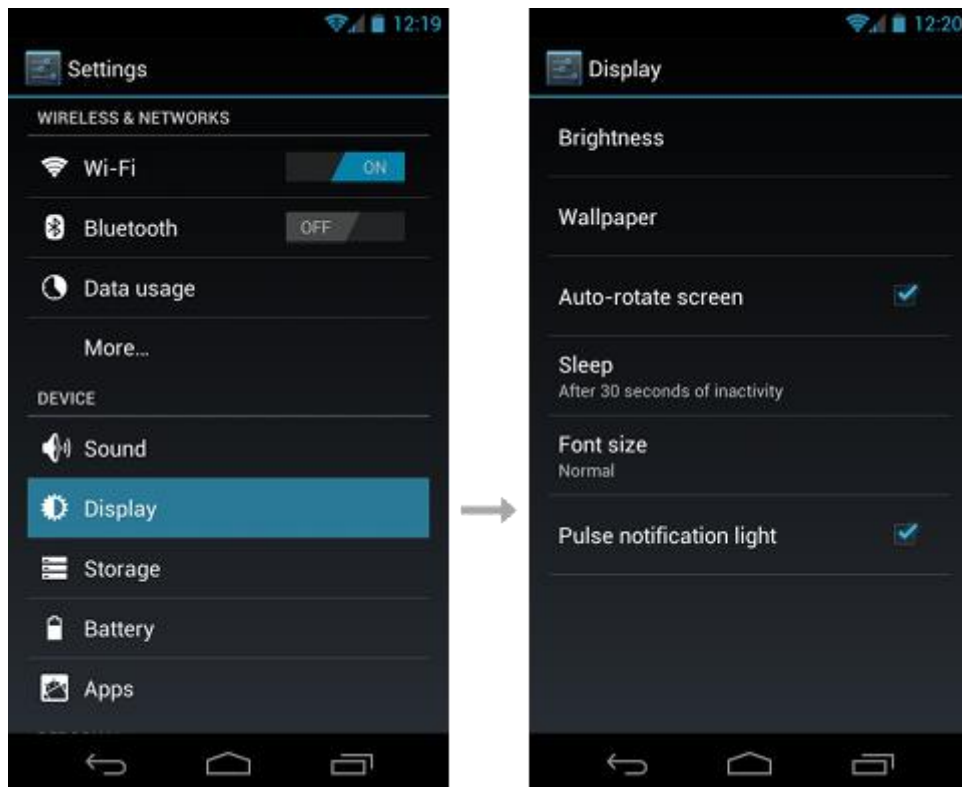 12:19
Settings
WIRELESS & NETWORKS
Wi-Fi
ON
Bluetooth
OFF
Data usage
More...
DEVICE
Sound
Display
Storage
Battery
Apps
12:20
Display
Brightness
Wallpaper
Auto-rotate screen
Sleep
After 30 seconds of inactivity
Font size
Normal
Pulse notification light